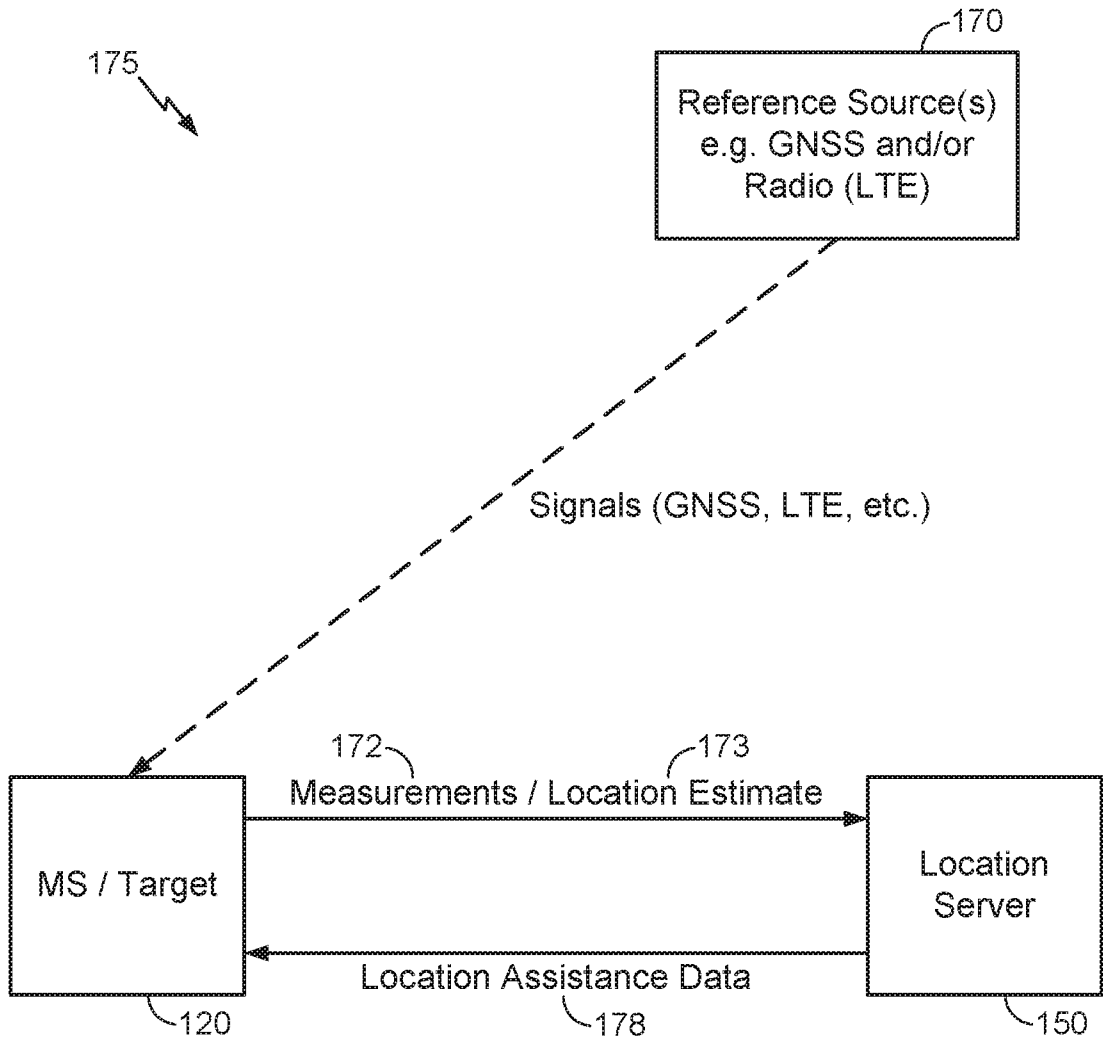 170
175
Reference Source(s)
e.g. GNSS and/or
Radio (LTE)
Signals (GNSS, LTE, etc.)
172
173
Measurements / Location Estimate
MS / Target
Location
Server
Location Assistance Data
120
178
150